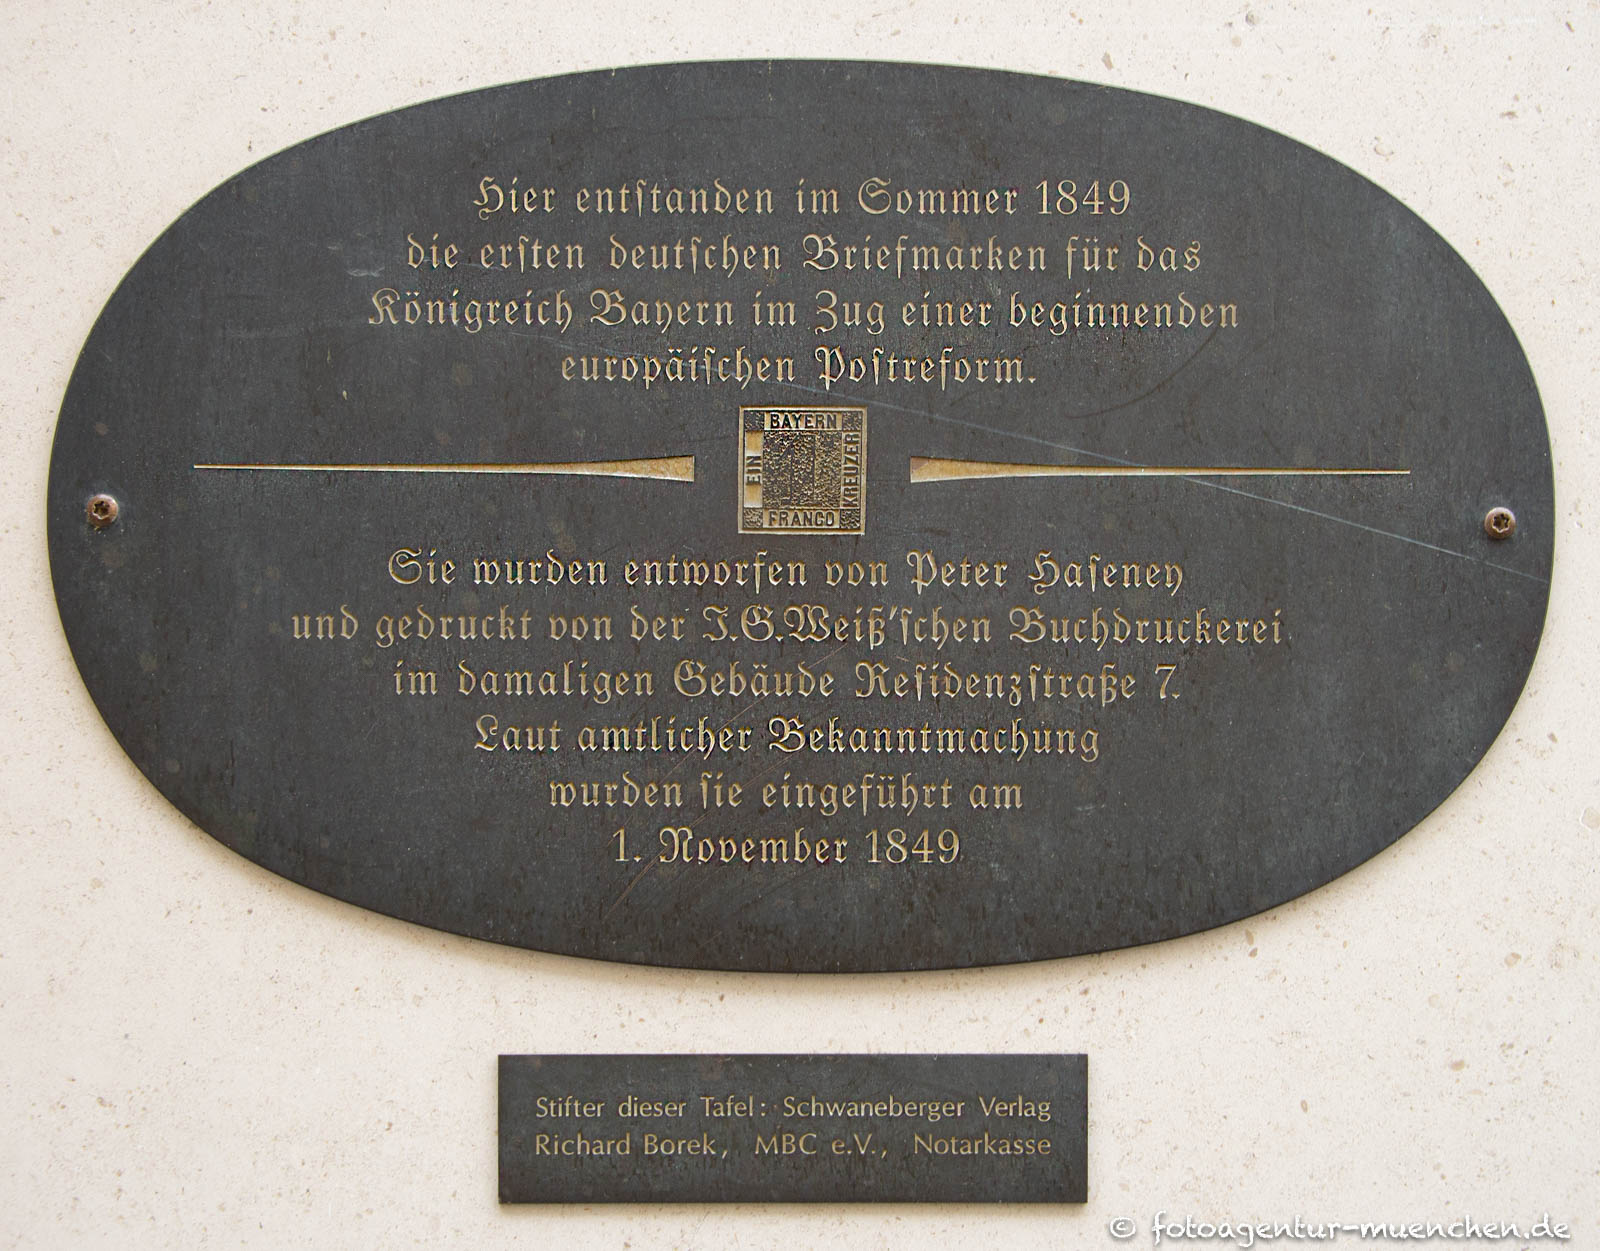 Hier entſtanden im Sommer 1849
die erſten deutſchen Briefmarken für das
Königreich Bayern im Zug einer beginnenden
europäiſchen Poſtreform.
BAYERN
EIN
1
KREUZER
FRANCO
Sie wurden entworfen von Peter Haſeney
und gedruckt von der J.G.Weiß'ſchen Buchdruckerei
im damaligen Gebäude Reſidenzſtraße 7.
Laut amtlicher Bekanntmachung
wurden ſie eingeführt am
1. November 1849
Stifter dieser Tafel: Schwaneberger Verlag
Richard Borek, MBC e.V., Notarkasse
© fotoagentur-muenchen.de